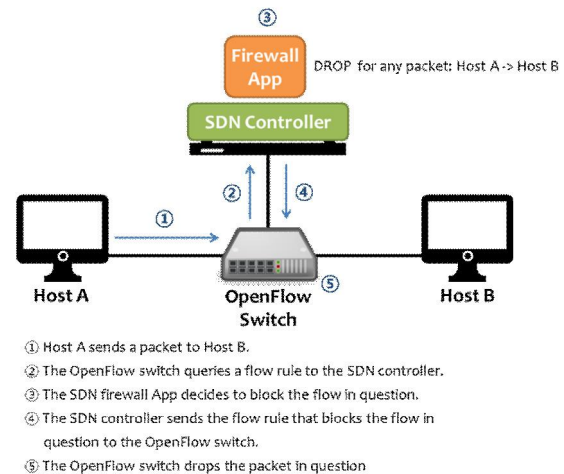 ③
Firewall
App
DROP for any packet: Host A -> Host B
SDN Controller
②
④
①
⑤
Host A
OpenFlow
Switch
Host B
① Host A sends a packet to Host B.
② The OpenFlow switch queries a flow rule to the SDN controller.
③ The SDN firewall App decides to block the flow in question.
④ The SDN controller sends the flow rule that blocks the flow in
question to the OpenFlow switch.
⑤ The OpenFlow switch drops the packet in question